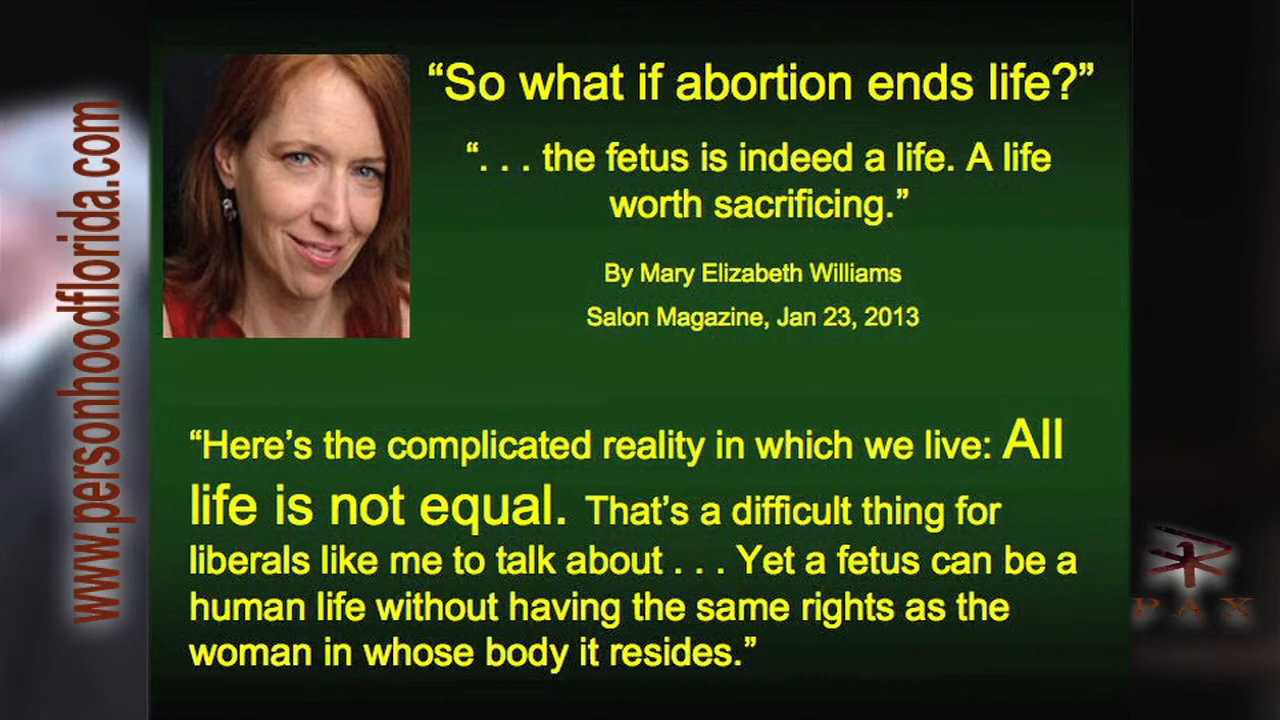 www.personhoodflorida.com
“So what if abortion ends life?”
“. . . the fetus is indeed a life. A life
worth sacrificing.”
By Mary Elizabeth Williams
Salon Magazine, Jan 23, 2013
“Here’s the complicated reality in which we live: All
life is not equal. That’s a difficult thing for
liberals like me to talk about . . . Yet a fetus can be a
human life without having the same rights as the
woman in whose body it resides.”
PAX